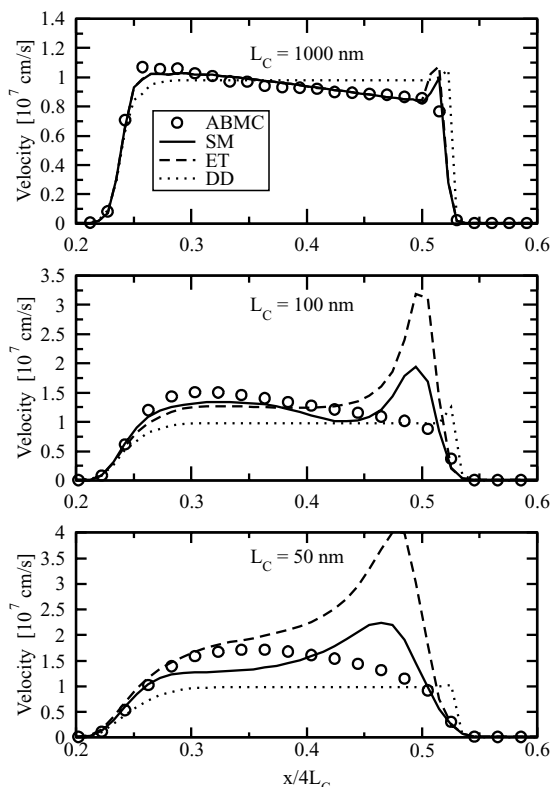 1.4
1.2
1
0.8
0.6
0.4
0.2
0
Velocity [10^7 cm/s]
L_C = 1000 nm
ABMC
SM
ET
DD
0.2 0.3 0.4 0.5 0.6
3.5
3
2.5
2
1.5
1
0.5
0
Velocity [10^7 cm/s]
L_C = 100 nm
0.2 0.3 0.4 0.5 0.6
4
3.5
3
2.5
2
1.5
1
0.5
0
Velocity [10^7 cm/s]
L_C = 50 nm
0.2 0.3 0.4 0.5 0.6
x/4L_C